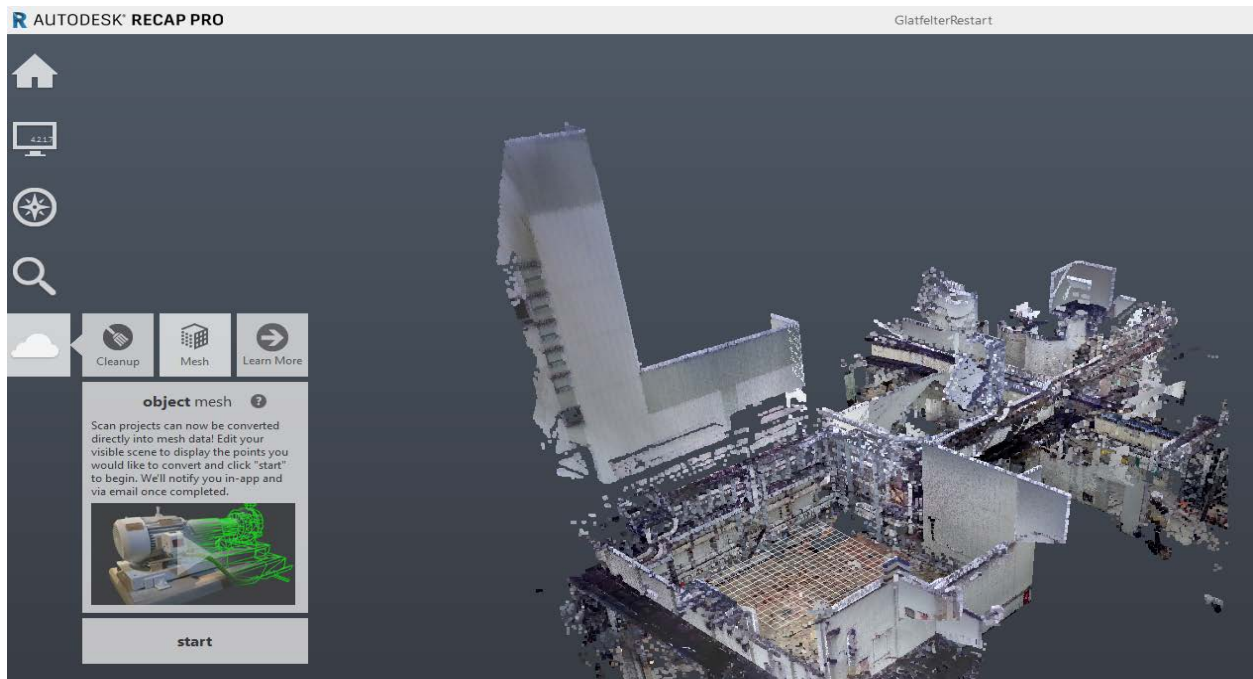 AUTODESK® RECAP PRO
GlatfelterRestart
Cleanup
Mesh
Learn More
object mesh ?
Scan projects can now be converted
directly into mesh data! Edit your
visible scene to display the points you
would like to convert and click "start"
to begin. We'll notify you in-app and
via email once completed.
start